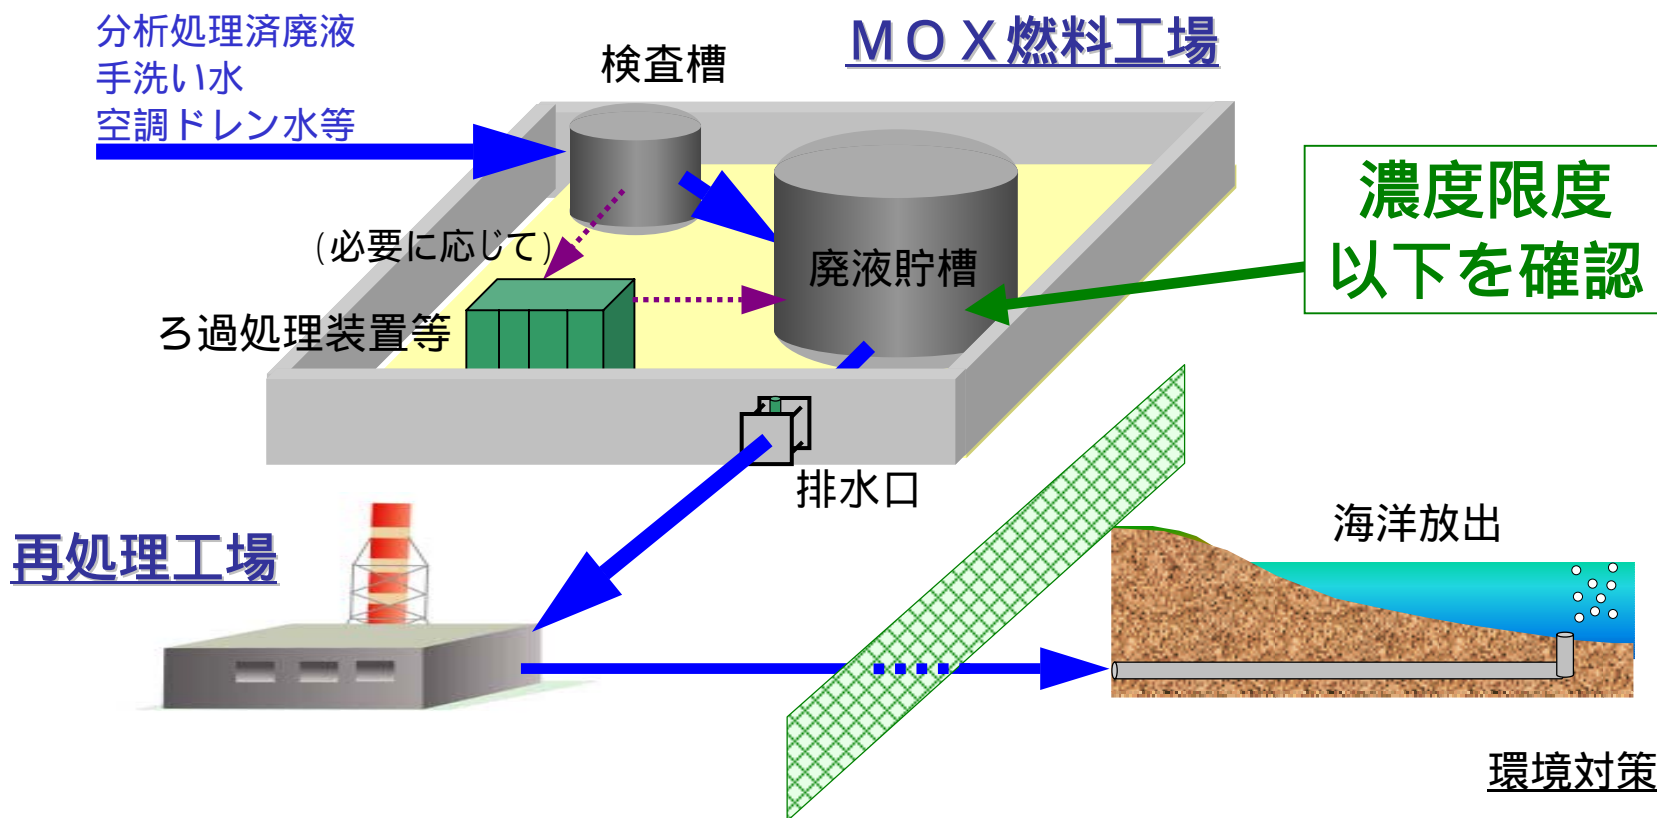 分析処理済廃液
手洗い水
空調ドレン水等
検査槽
ＭＯＸ燃料工場
濃度限度
以下を確認
(必要に応じて)
廃液貯槽
ろ過処理装置等
排水口
再処理工場
海洋放出
環境対策